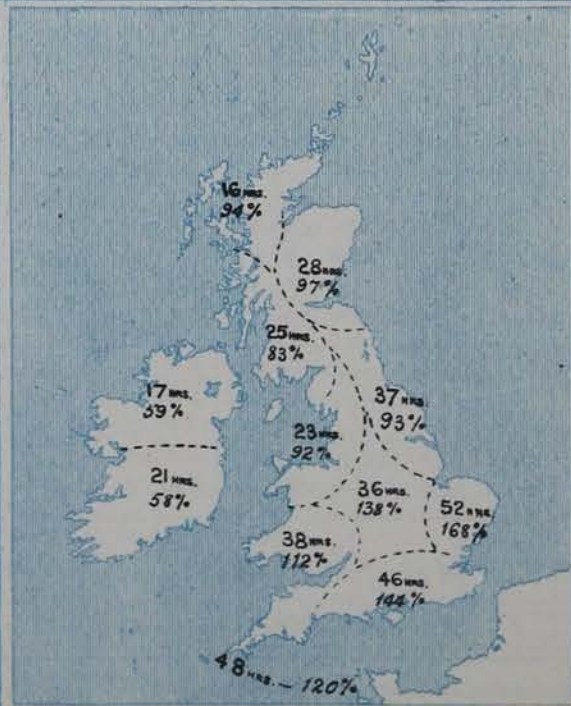 16 HRS.
94%
28 HRS.
97%
25 HRS.
83%
17 HRS.
37 HRS.
93%
23 HRS.
92%
21 HRS.
58%
36 HRS.
138%
52 HRS.
168%
38 HRS.
112%
46 HRS.
144%
48 HRS. — 120%